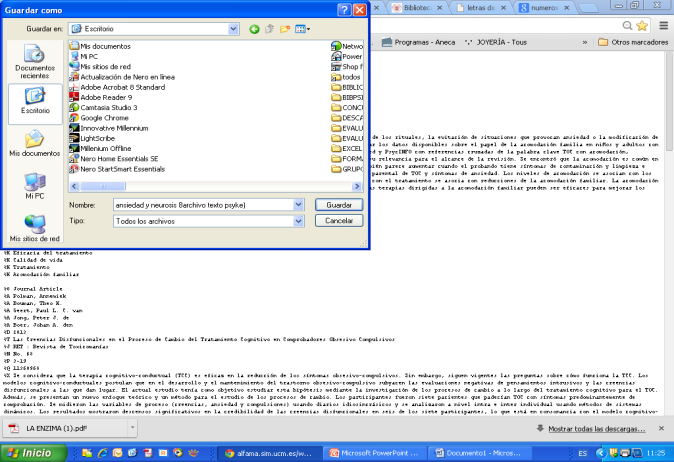 Guardar como
Guardar en:
Escritorio
Documentos recientes
Escritorio
Mis documentos
Mi PC
Mis sitios de red
Mis documentos
Mi PC
Mis sitios de red
Actualización de Nero en línea
Adobe Acrobat 8 Standard
Adobe Reader 9
Camtasia Studio 3
Google Chrome
Innovative Millennium
LightScribe
Millenium Offline
Nero Home Essentials SE
Nero StartSmart Essentials
Netwo
Power
Shop f
todos
BIBLIC
BIBPSI
CONCU
DESCA
EVALU
EVALU
EXCEL
FORMA
GRUPO
Nombre:
ansiedad y neurosis 8archivo texto psyke)
Guardar
Tipo:
Todos los archivos
Cancelar
Bibliotec
letras de
numeros
Programas - Aneca
JOYERÍA - Tous
»
Otros marcadores
de los rituales, la evitación de situaciones que provocan ansiedad o la modificación de
ar los datos disponibles sobre el papel de la acomodación familia en niños y adultos con
ed y PsycINFO con referencias cruzadas de la palabra clave TOC con acomodación.
su relevancia para el alcance de la revisión. Se encontró que la acomodación es común en
ión parece aumentar cuando el probando tiene síntomas de contaminación y limpieza e
parental de TOC y síntomas de ansiedad. Los niveles de acomodación se asocian con los
con el tratamiento se asocia con reducciones de la acomodación familiar. La acomodación
as terapias dirigidas a la acomodación familiar pueden ser eficaces para mejorar los
%K Eficacia del tratamiento
%K Calidad de vida
%K Tratamiento
%K Acomodación familiar
%0 Journal Article
%A Polman, Annemiek
%A Bouman, Theo K.
%A Geert, Paul L. C. van
%A Jong, Peter J. de
%A Boer, Johan A. den
%D 2013
%T Las Creencias Disfuncionales en el Proceso de Cambio del Tratamiento Cognitivo en Comprobadores Obsesivo Compulsivos
%J RET : Revista de Toxicomanías
%N No. 68
%P 3-19
%X Se considera que la terapia cognitivo-conductual (TCC) es eficaz en la reducción de los síntomas obsesivo-compulsivos. Sin embargo, siguen vigentes las preguntas sobre cómo funciona la TCC. Los
modelos cognitivo-conductuales postulan que en el desarrollo y el mantenimiento del trastorno obsesivo-compulsivo subyacen las evaluaciones negativas de pensamientos intrusivos y las creencias
disfuncionales a las que dan lugar. El actual estudio tenía como objetivo estudiar esta hipótesis mediante la investigación de los procesos de cambio a lo largo del tratamiento cognitivo para el TOC.
Además, se presentan un nuevo enfoque teórico y un método para el estudio de los procesos de cambio. Los participantes fueron siete pacientes que padecían TOC con síntomas predominantemente de
comprobación. Se midieron las variables de proceso (creencias, ansiedad y compulsiones) usando diarios idiosincrásicos y se analizaron a nivel intra e inter individual usando métodos de sistemas
dinámicos. Los resultados mostraron descensos significativos en la credibilidad de las creencias disfuncionales en seis de los siete participantes, lo que está en consonancia con el modelo cognitivo-
LA ENZIMA (1).pdf
Mostrar todas las descargas...
Inicio
alfama.sim.ucm.es/w...
Microsoft PowerPoint ...
Documento1 - Micros...
ES
11:25